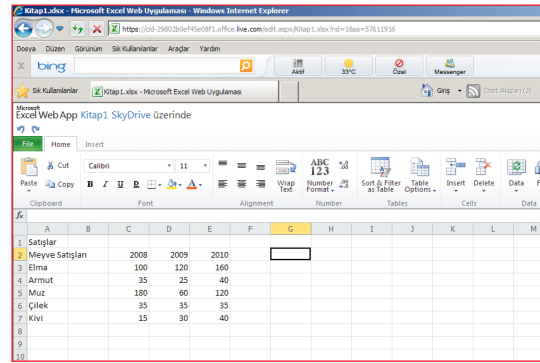 Kitap1.xlsx - Microsoft Excel Web Uygulaması - Windows Internet Explorer
https://cid-29802b0ef45e08f1.office.live.com/edit.aspx/Kitap1.xlsx?nd=1&sa=57611916
Dosya Düzen Görünüm Sık Kullanılanlar Araçlar Yardım
x bing Aktif 33°C Özel Messenger
Sık Kullanılanlar Kitap1.xlsx - Microsoft Excel Web Uygulaması Giriş Özet Akışları (3)
Microsoft
Excel Web App Kitap1 SkyDrive üzerinde
File Home Insert
Cut Calibri 11 ABC
Paste Copy B I U D A Wrap Text 123 Number Format Sort & Filter as Table Table Options Insert Delete Data F
Clipboard Font Alignment Number Tables Cells Data
fx
A B C D E F G H I J K L M
1 Satışlar
2 Meyve Satışları 2008 2009 2010
3 Elma 100 120 160
4 Armut 35 25 40
5 Muz 180 60 120
6 Çilek 35 35 35
7 Kivi 15 30 40
8
9
10